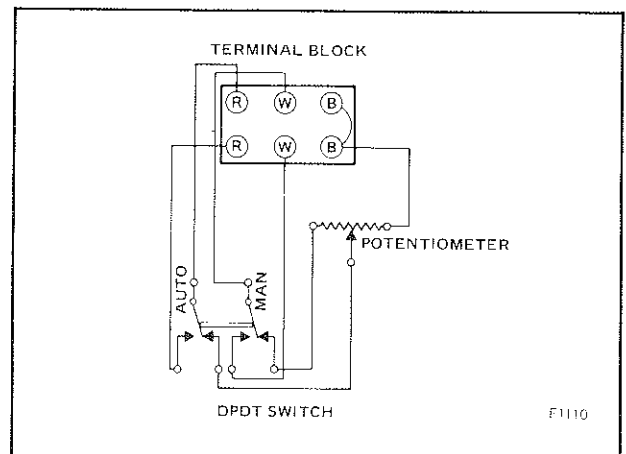 TERMINAL BLOCK
R W B
R W B
POTENTIOMETER
AUTO
MAN
DPDT SWITCH
F1110